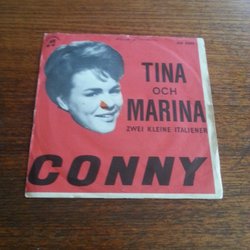 TINA
OCH
MARINA
ZWEI KLEINE ITALIENER
CONNY